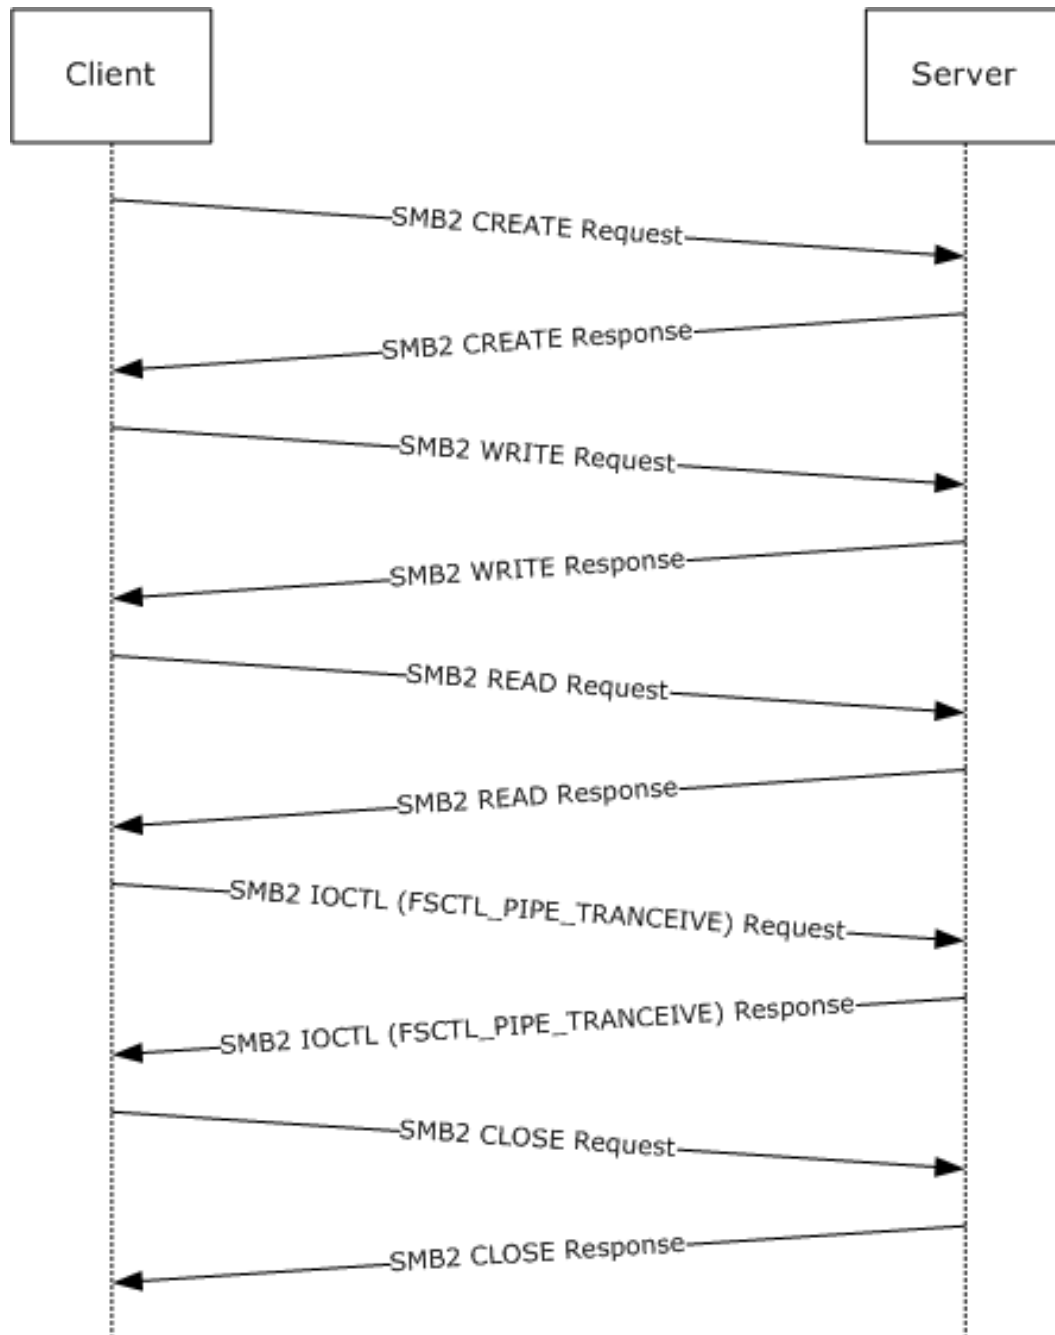 Client
Server
SMB2 CREATE Request
SMB2 CREATE Response
SMB2 WRITE Request
SMB2 WRITE Response
SMB2 READ Request
SMB2 READ Response
SMB2 IOCTL (FSCTL_PIPE_TRANCEIVE) Request
SMB2 IOCTL (FSCTL_PIPE_TRANCEIVE) Response
SMB2 CLOSE Request
SMB2 CLOSE Response